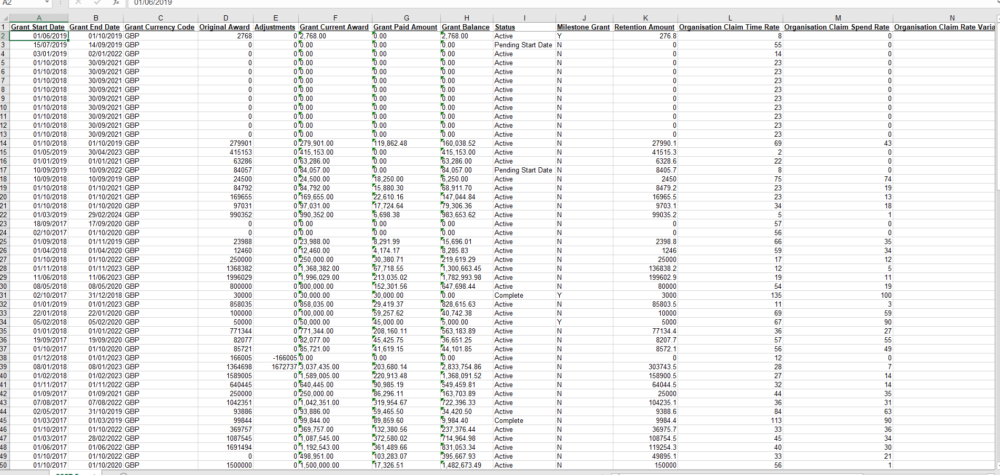 A2 fx 01/06/2019
A B C D E F G H I J K L M N
1 Grant Start Date Grant End Date Grant Currency Code Original Award Adjustments Grant Current Award Grant Paid Amount Grant Balance Status Milestone Grant Retention Amount Organisation Claim Time Rate Organisation Claim Spend Rate Organisation Claim Rate Varia
2 01/06/2019 01/10/2019 GBP 2768 0 2,768.00 0.00 2,768.00 Active Y 276.8 8 0
3 15/07/2019 14/09/2019 GBP 0 0 0.00 0.00 0.00 Pending Start Date N 0 55 0
4 03/01/2019 02/01/2022 GBP 0 0 0.00 0.00 0.00 Active N 0 14 0
5 01/10/2018 30/09/2021 GBP 0 0 0.00 0.00 0.00 Active N 0 23 0
6 01/10/2018 30/09/2021 GBP 0 0 0.00 0.00 0.00 Active N 0 23 0
7 01/10/2018 30/09/2021 GBP 0 0 0.00 0.00 0.00 Active N 0 23 0
8 01/10/2018 30/09/2021 GBP 0 0 0.00 0.00 0.00 Active N 0 23 0
9 01/10/2018 30/09/2021 GBP 0 0 0.00 0.00 0.00 Active N 0 23 0
10 01/10/2018 30/09/2021 GBP 0 0 0.00 0.00 0.00 Active N 0 23 0
11 01/10/2018 30/09/2021 GBP 0 0 0.00 0.00 0.00 Active N 0 23 0
12 01/10/2018 30/09/2021 GBP 0 0 0.00 0.00 0.00 Active N 0 23 0
13 01/10/2018 30/09/2021 GBP 0 0 0.00 0.00 0.00 Active N 0 23 0
14 01/10/2018 01/10/2019 GBP 279901 0 279,901.00 119,862.48 160,038.52 Active N 27990.1 69 43
15 01/05/2019 30/04/2023 GBP 415153 0 415,153.00 0.00 415,153.00 Active N 41515.3 2 0
16 01/01/2019 01/01/2021 GBP 63286 0 63,286.00 0.00 63,286.00 Active N 6328.6 22 0
17 10/09/2019 10/09/2022 GBP 84057 0 84,057.00 0.00 84,057.00 Pending Start Date N 8405.7 8 0
18 10/09/2018 10/09/2019 GBP 24500 0 24,500.00 18,250.00 6,250.00 Active N 2450 75 74
19 01/10/2018 01/10/2021 GBP 84792 0 84,792.00 15,880.30 68,911.70 Active N 8479.2 23 19
20 01/10/2018 01/10/2021 GBP 169655 0 169,655.00 22,610.16 147,044.84 Active N 16965.5 23 13
21 01/10/2018 01/10/2020 GBP 97031 0 97,031.00 17,724.64 79,306.36 Active N 9703.1 34 18
22 01/03/2019 29/02/2024 GBP 990352 0 990,352.00 6,698.38 983,653.62 Active N 99035.2 5 1
23 18/09/2017 17/09/2020 GBP 0 0 0.00 0.00 0.00 Active N 0 57 0
24 02/10/2017 01/10/2020 GBP 0 0 0.00 0.00 0.00 Active N 0 56 0
25 01/09/2018 01/11/2019 GBP 23988 0 23,988.00 8,291.99 15,696.01 Active N 2398.8 66 35
26 01/04/2018 01/04/2020 GBP 12460 0 12,460.00 4,174.17 8,285.83 Active N 1246 59 34
27 01/10/2018 01/10/2022 GBP 250000 0 250,000.00 30,380.71 219,619.29 Active N 25000 17 12
28 01/11/2018 01/11/2023 GBP 1368382 0 1,368,382.00 67,718.55 1,300,663.45 Active N 136838.2 12 5
29 11/06/2018 11/06/2023 GBP 1996029 0 1,996,029.00 213,035.02 1,782,993.98 Active N 199602.9 19 11
30 08/05/2018 08/05/2020 GBP 800000 0 800,000.00 152,301.56 647,698.44 Active N 80000 54 19
31 02/10/2017 31/12/2018 GBP 30000 0 30,000.00 30,000.00 0.00 Complete Y 3000 135 100
32 01/01/2019 01/01/2023 GBP 858035 0 858,035.00 29,419.37 828,615.63 Active N 85803.5 11 3
33 22/01/2018 22/01/2020 GBP 100000 0 100,000.00 59,257.62 40,742.38 Active N 10000 69 59
34 05/02/2018 05/02/2020 GBP 50000 0 50,000.00 45,000.00 5,000.00 Active Y 5000 67 90
35 01/01/2018 01/01/2022 GBP 771344 0 771,344.00 208,160.11 563,183.89 Active N 77134.4 36 27
36 19/09/2017 19/09/2020 GBP 82077 0 82,077.00 45,425.75 36,651.25 Active N 8207.7 57 55
37 01/10/2017 01/10/2020 GBP 85721 0 85,721.00 41,619.15 44,101.85 Active N 8572.1 56 49
38 01/12/2018 01/01/2023 GBP 166005 -166005 0.00 0.00 0.00 Active N 0 12 0
39 08/01/2018 08/01/2023 GBP 1364698 1672737 3,037,435.00 203,680.14 2,833,754.86 Active N 303743.5 28 7
40 01/02/2018 01/02/2023 GBP 1589005 0 1,589,005.00 220,913.48 1,368,091.52 Active N 158900.5 27 14
41 01/11/2017 01/11/2022 GBP 640445 0 640,445.00 90,985.19 549,459.81 Active N 64044.5 32 14
42 01/09/2017 01/09/2021 GBP 250000 0 250,000.00 86,296.11 163,703.89 Active N 25000 44 35
43 07/08/2017 07/08/2022 GBP 1042351 0 1,042,351.00 319,954.67 722,396.33 Active N 104235.1 36 31
44 02/05/2017 31/10/2019 GBP 93886 0 93,886.00 59,465.50 34,420.50 Active N 9388.6 84 63
45 01/03/2017 01/03/2019 GBP 99844 0 99,844.00 89,859.60 9,984.40 Complete N 9984.4 113 90
46 01/10/2017 01/10/2022 GBP 369757 0 369,757.00 132,380.56 237,376.44 Active N 36975.7 33 36
47 01/03/2017 28/02/2022 GBP 1087545 0 1,087,545.00 372,580.02 714,964.98 Active N 108754.5 45 34
48 01/06/2017 01/06/2022 GBP 1691494 0 1,192,543.00 361,489.66 831,053.34 Active N 119254.3 40 30
49 01/10/2017 01/10/2022 GBP 0 0 498,951.00 103,283.07 395,667.93 Active N 49895.1 33 21
50 01/10/2017 01/10/2020 GBP 1500000 0 1,500,000.00 17,326.51 1,482,673.49 Active N 150000 56 1